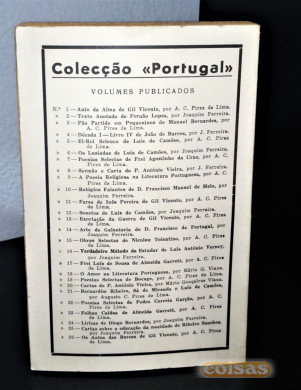 Colecção «Portugal»
VOLUMES PUBLICADOS
N.º 1 — Auto da Alma de Gil Vicente, por A. C. Pires de Lima.
» 2 — Texto Anotado de Fernão Lopes, por Joaquim Ferreira.
» 3 — Pão Partido em Pequeninos de Manuel Bernardes, por
A. C. Pires de Lima.
» 4 — Década I — Livro IV de João de Barros, por J. Ferreira.
» 5 — El-Rei Seleuco de Luís de Camões, por A. C. Pires
de Lima.
» 6 — Os Lusíadas de Luís de Camões, por Joaquim Ferreira.
» 7 — Poesias Selectas de Frei Agostinho da Cruz, por A. C.
Pires de Lima.
» 8 — Sermão e Carta de P. António Vieira, por J. Ferreira.
» 9 — A Poesia Religiosa na Literatura Portuguesa, por A. C.
Pires de Lima.
» 10 — Relógios Falantes de D. Francisco Manuel de Melo, por
Joaquim Ferreira.
» 11 — Farsa de Inês Pereira de Gil Vicente, por A. C. Pires
de Lima.
» 12 — Sonetos de Luís de Camões, por Joaquim Ferreira.
» 13 — Exortação da Guerra de Gil Vicente, por A. C. Pires
de Lima.
» 14 — Arte de Galantaria de D. Francisco de Portugal, por
Joaquim Ferreira.
» 15 — Obras Selectas de Nicolau Tolentino, por A. C. Pires
de Lima.
» 16 — Verdadeiro Método de Estudar de Luís António Verney,
por Joaquim Ferreira.
» 17 — Frei Luís de Sousa de Almeida Garrett, por A. C. Pires
de Lima.
» 18 — O Amor na Literatura Portuguesa, por Mário G. Viana.
» 19 — Poesias Selectas de Bocage, por Joaquim Ferreira.
» 20 — Cartas de P. António Vieira, por Mário Gonçalves Viana.
» 21 — Bernardim Ribeiro, Sá de Miranda e Luís de Camões,
por Augusto C. Pires de Lima.
» 22 — Poesias Selectas de Pedro Correia Garção, por A. C.
Pires de Lima.
» 23 — Folhas Caídas de Almeida Garrett, por A. C. Pires
de Lima.
» 24 — Líricas de Diogo Bernardes, por Joaquim Ferreira.
» 25 — Cartas sobre a educação da mocidade de Ribeiro Sanches,
por Joaquim Ferreira.
» 26 — Os Autos das Barcas de Gil Vicente, por A. C. Pires
de Lima.
coisas